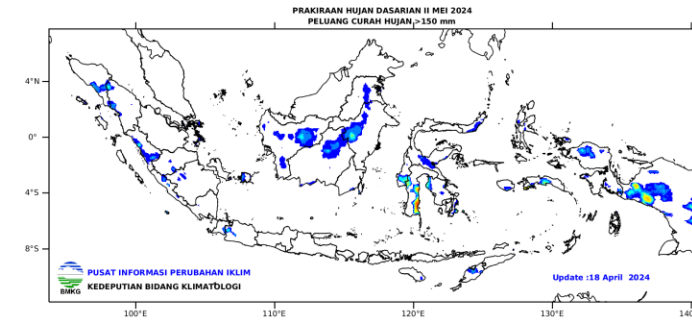 PRAKIRAAN HUJAN DASARIAN II MEI 2024
PELUANG CURAH HUJAN >150 mm
4°N
0°
4°S
8°S
PUSAT INFORMASI PERUBAHAN IKLIM
KEDEPUTIAN BIDANG KLIMATOLOGI
BMKG
Update :18 April 2024
100°E
110°E
120°E
130°E
140